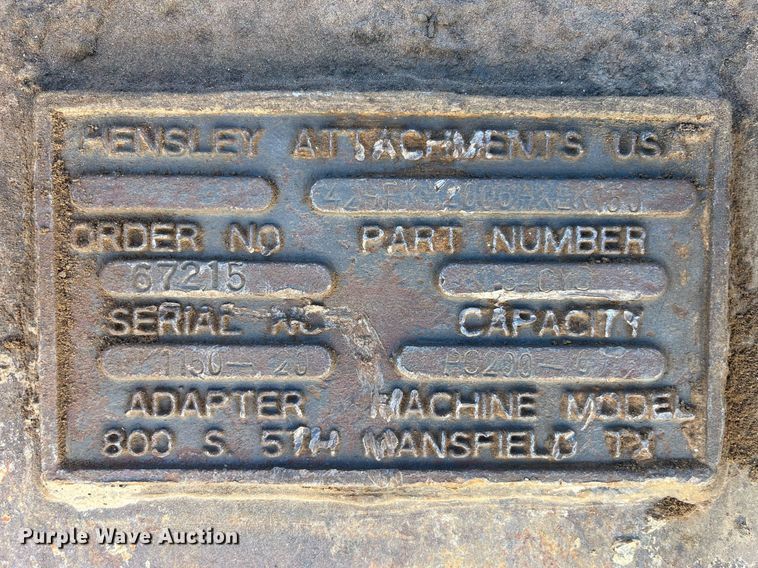 HENSLEY ATTACHMENTS USA
ORDER NO PART NUMBER
67215
SERIAL NO CAPACITY
ADAPTER MACHINE MODEL
800 S. 5TH MANSFIELD TX
Purple Wave Auction